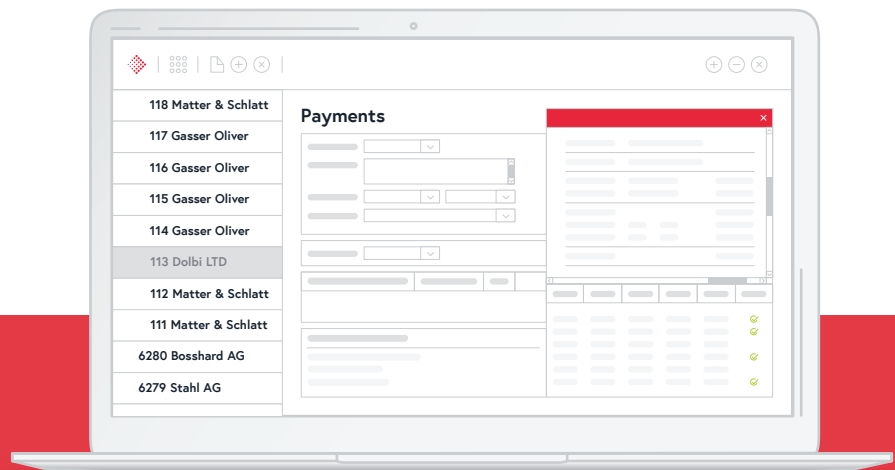 118 Matter & Schlatt
117 Gasser Oliver
116 Gasser Oliver
115 Gasser Oliver
114 Gasser Oliver
113 Dolbi LTD
112 Matter & Schlatt
111 Matter & Schlatt
6280 Bosshard AG
6279 Stahl AG
Payments